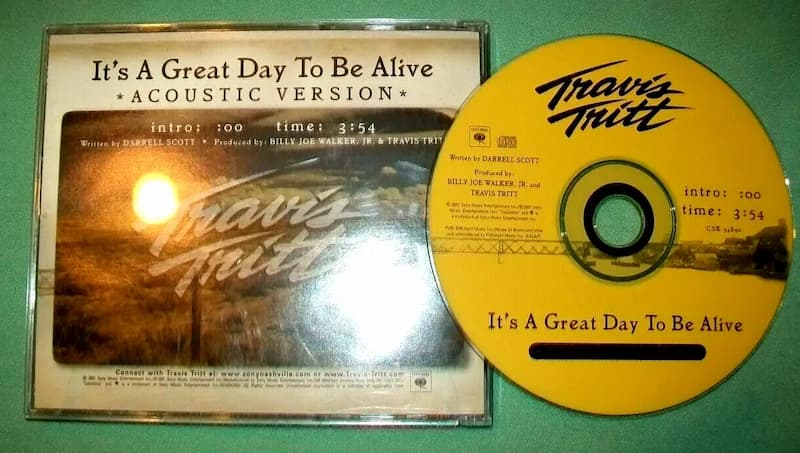 It's A Great Day To Be Alive
*ACOUSTIC VERSION*
intro: :00 time: 3:54
Written by DARRELL SCOTT • Produced by: BILLY JOE WALKER, JR. & TRAVIS TRITT
Travis
Tritt
Connect with Travis Tritt at: www.sonynashville.com or www.Travis-Tritt.com
Travis
Tritt
Written by DARRELL SCOTT
Produced by:
BILLY JOE WALKER, JR. and
TRAVIS TRITT
intro: :00
time: 3:54
It's A Great Day To Be Alive